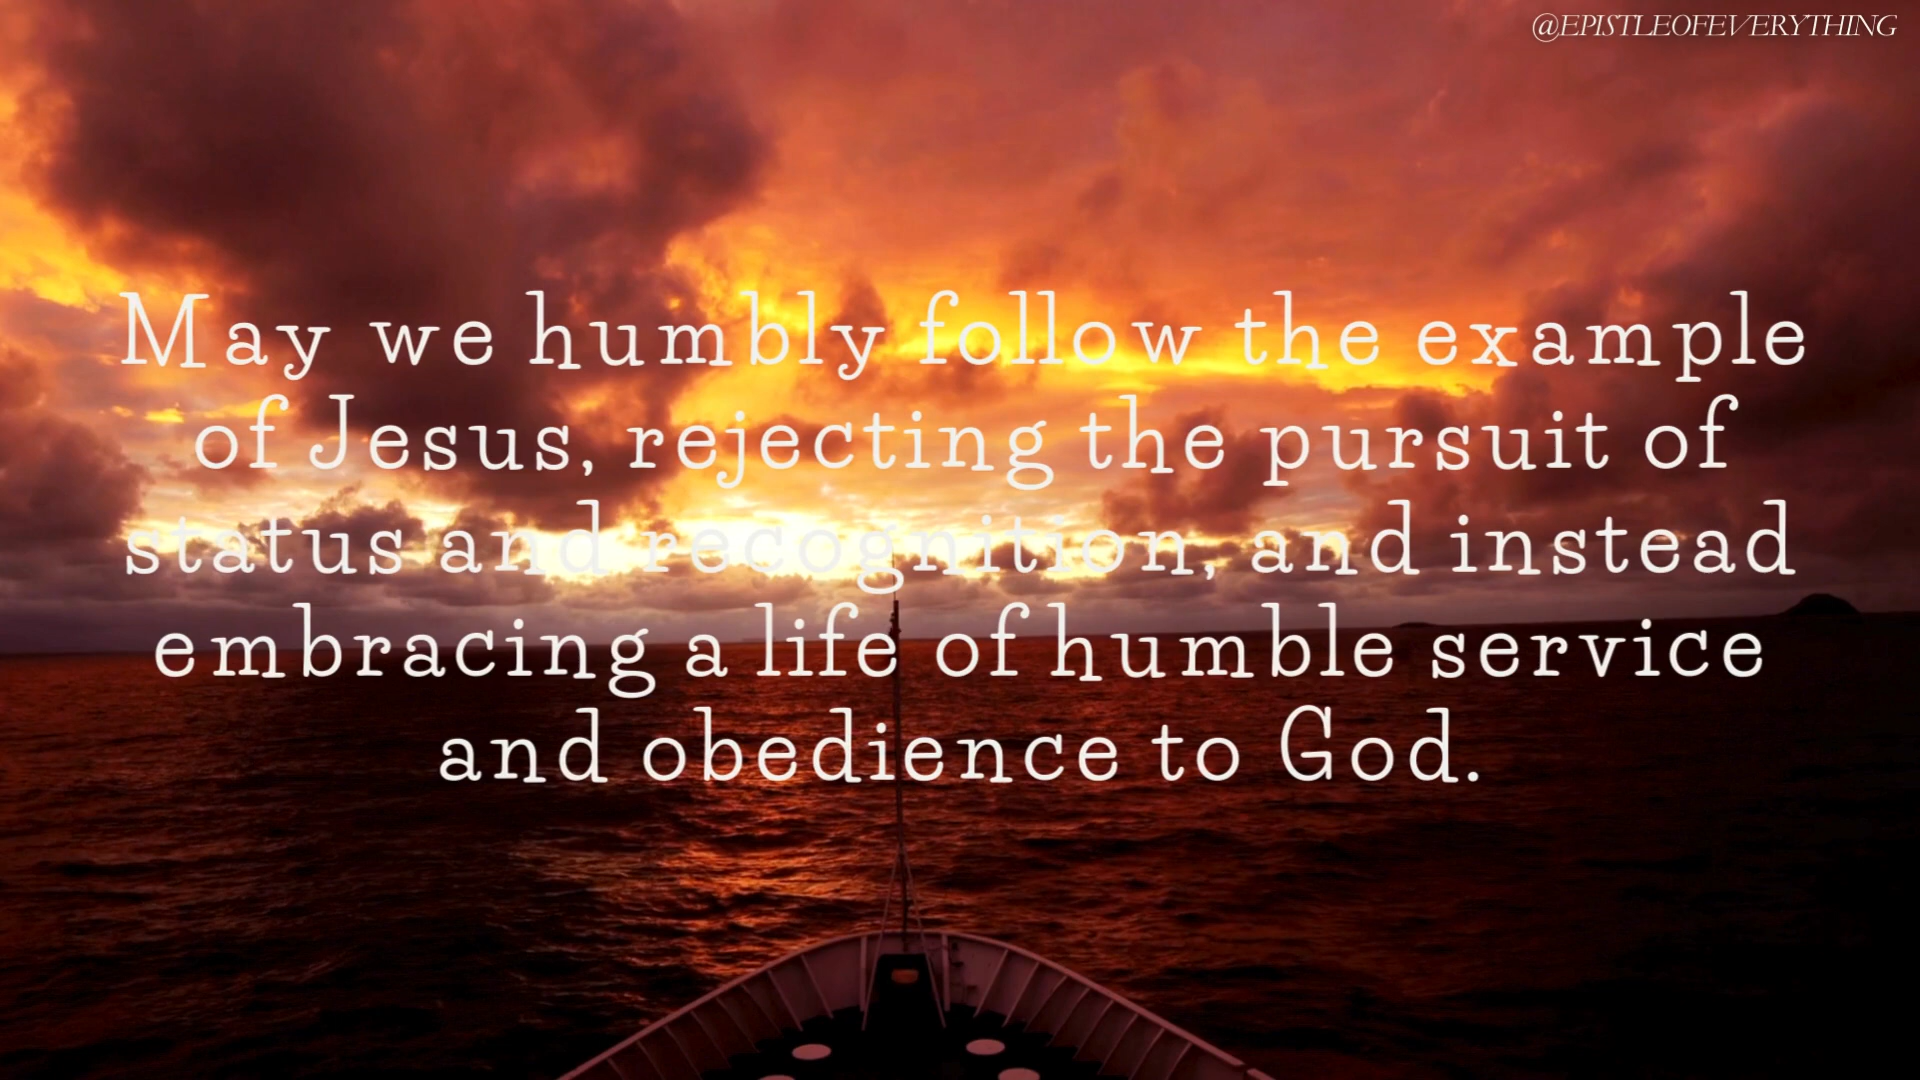 @EPISTLEOFEVERYTHING
May we humbly follow the example
of Jesus, rejecting the pursuit of
status and recognition, and instead
embracing a life of humble service
and obedience to God.